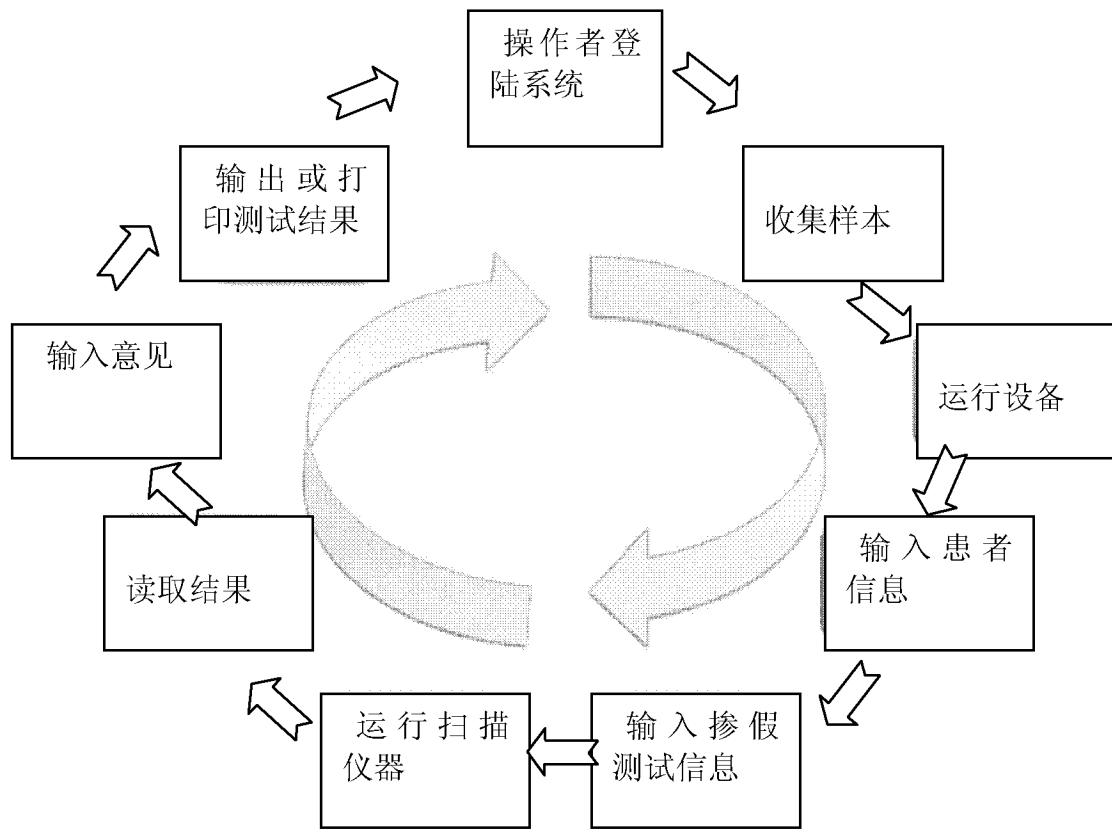 操作者登
陆系统
收集样本
运行设备
输入患者
信息
输入掺假
测试信息
运行扫描
仪器
读取结果
输入意见
输出或打
印测试结果